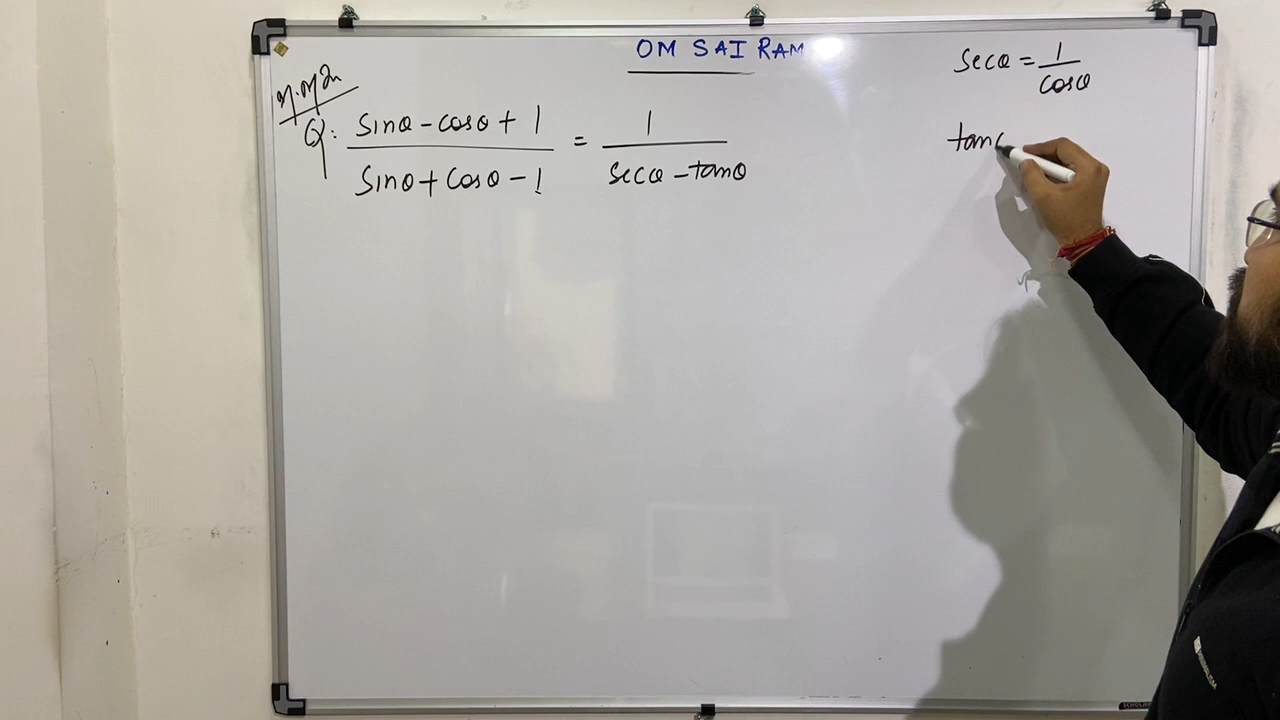 OM SAI RAM
Q: (sinθ - cosθ + 1)/(sinθ + cosθ - 1) = 1/(secθ - tanθ)
secθ = 1/cosθ
tan